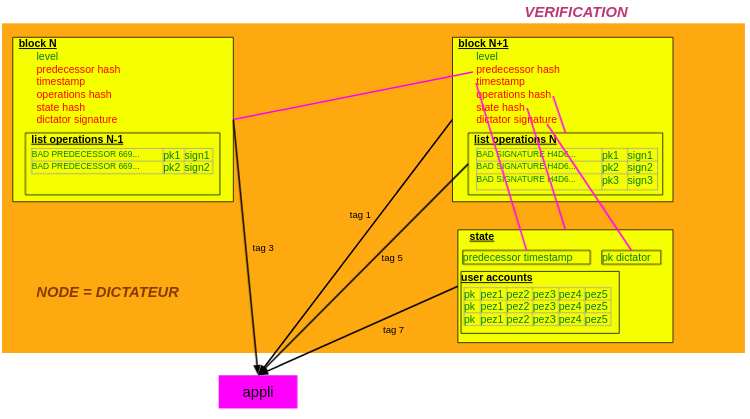 VERIFICATION
block N
level
predecessor hash
timestamp
operations hash
state hash
dictator signature
list operations N-1
BAD PREDECESSOR 669... pk1 sign1
BAD PREDECESSOR 669... pk2 sign2
block N+1
level
predecessor hash
timestamp
operations hash
state hash
dictator signature
list operations N
BAD SIGNATURE H4D6... pk1 sign1
BAD SIGNATURE H4D6... pk2 sign2
BAD SIGNATURE H4D6... pk3 sign3
tag 1
tag 3
tag 5
tag 7
state
predecessor timestamp pk dictator
user accounts
pk pez1 pez2 pez3 pez4 pez5
pk pez1 pez2 pez3 pez4 pez5
pk pez1 pez2 pez3 pez4 pez5
NODE = DICTATEUR
appli